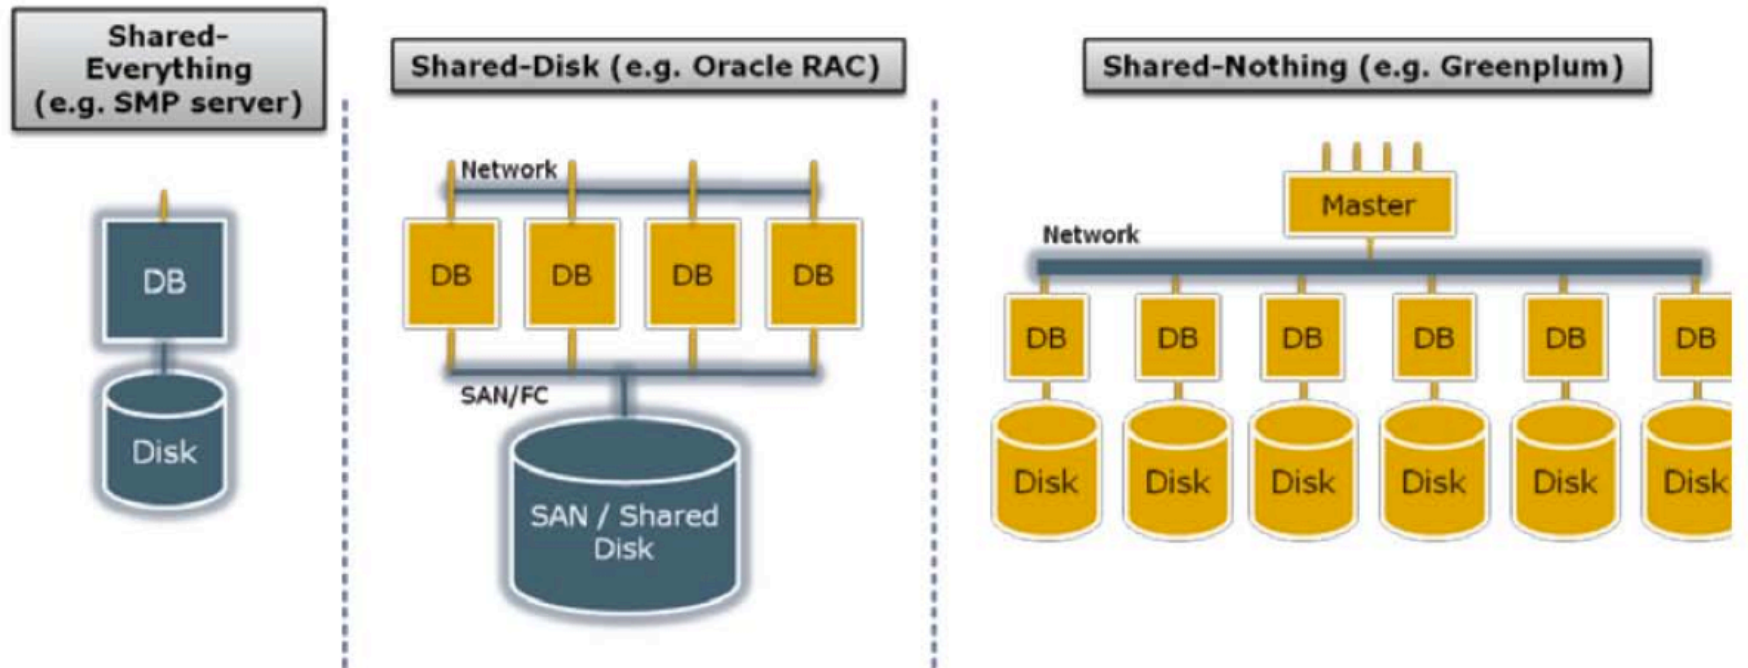 Shared-
Everything
(e.g. SMP server)
DB
Disk
Shared-Disk (e.g. Oracle RAC)
Network
DB DB DB DB
SAN/FC
SAN / Shared
Disk
Shared-Nothing (e.g. Greenplum)
Master
Network
DB DB DB DB DB DB
Disk Disk Disk Disk Disk Disk